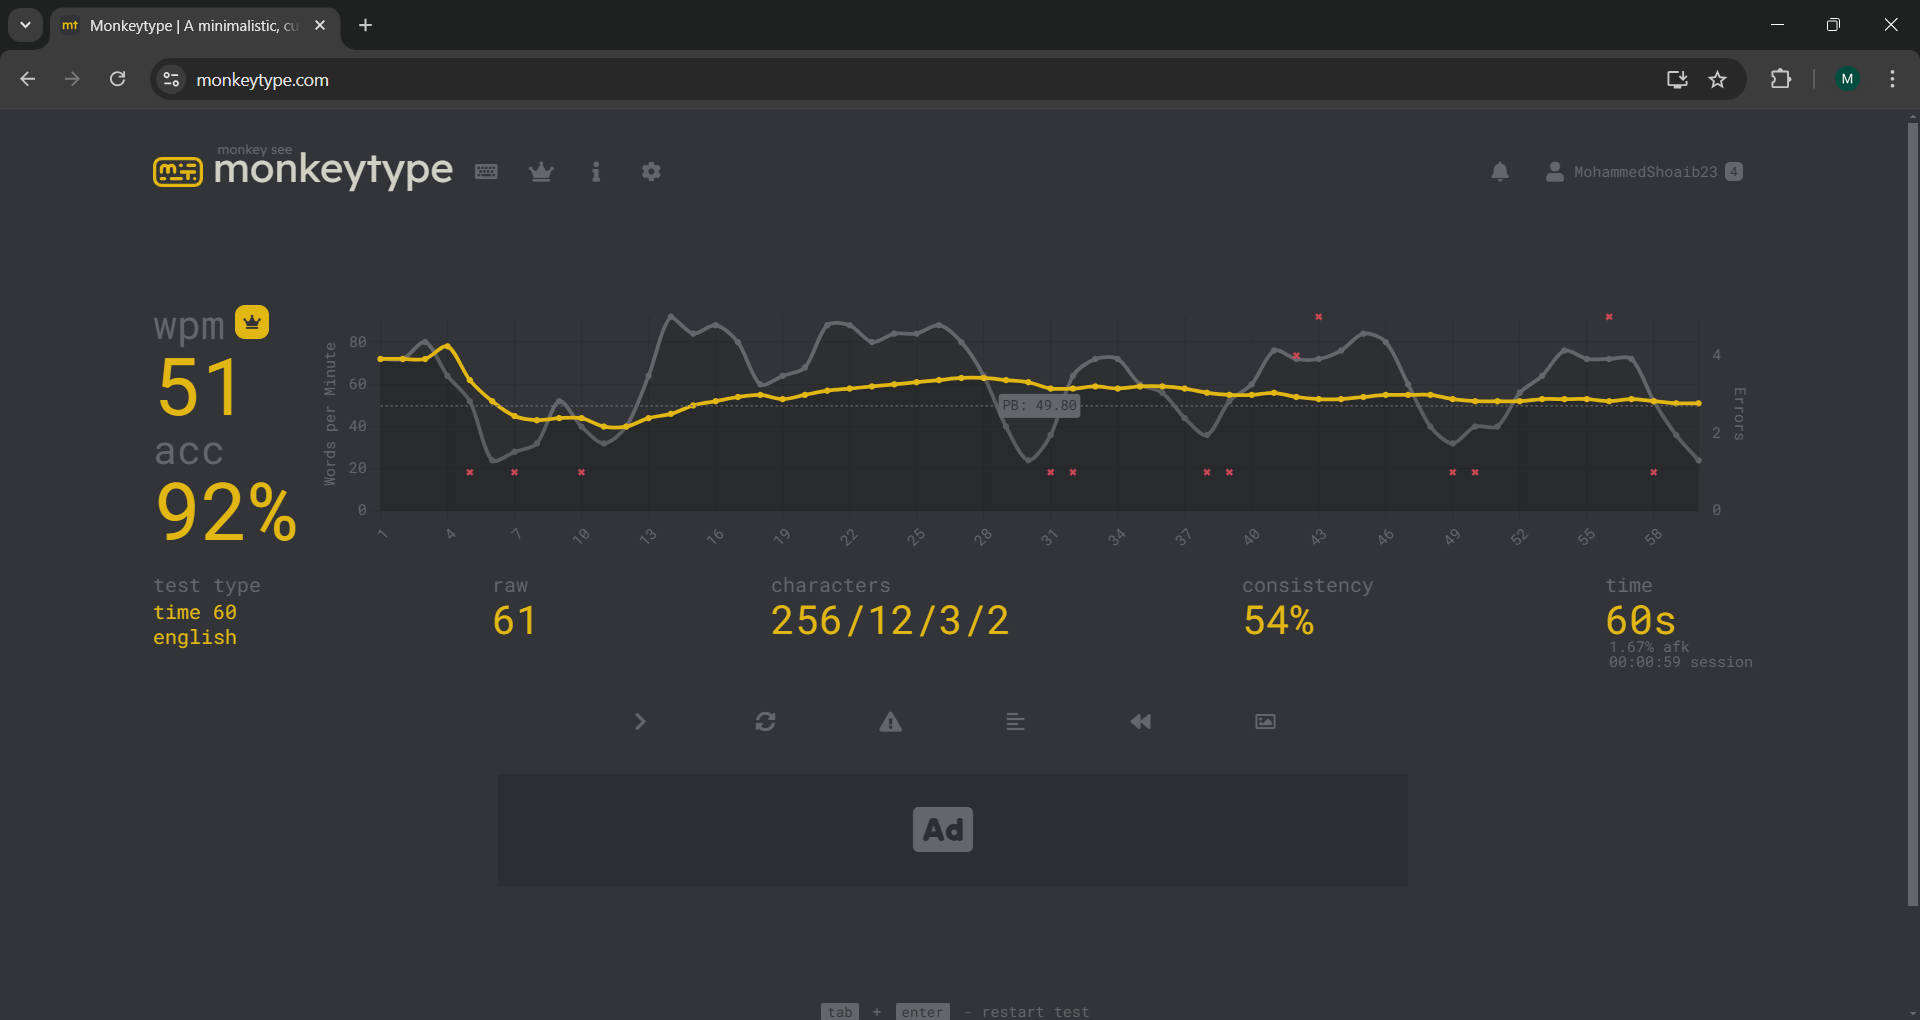 mt Monkeytype | A minimalistic, cu
monkeytype.com
M
monkey see
monkeytype
MohammedShoaib23 4
wpm
51
acc
92%
Words per Minute
80
60
40
20
0
PB: 49.80
4
2
0
Errors
1 4 7 10 13 16 19 22 25 28 31 34 37 40 43 46 49 52 55 58
test type
time 60
english
raw
61
characters
256/12/3/2
consistency
54%
time
60s
1.67% afk
00:00:59 session
Ad
tab + enter - restart test